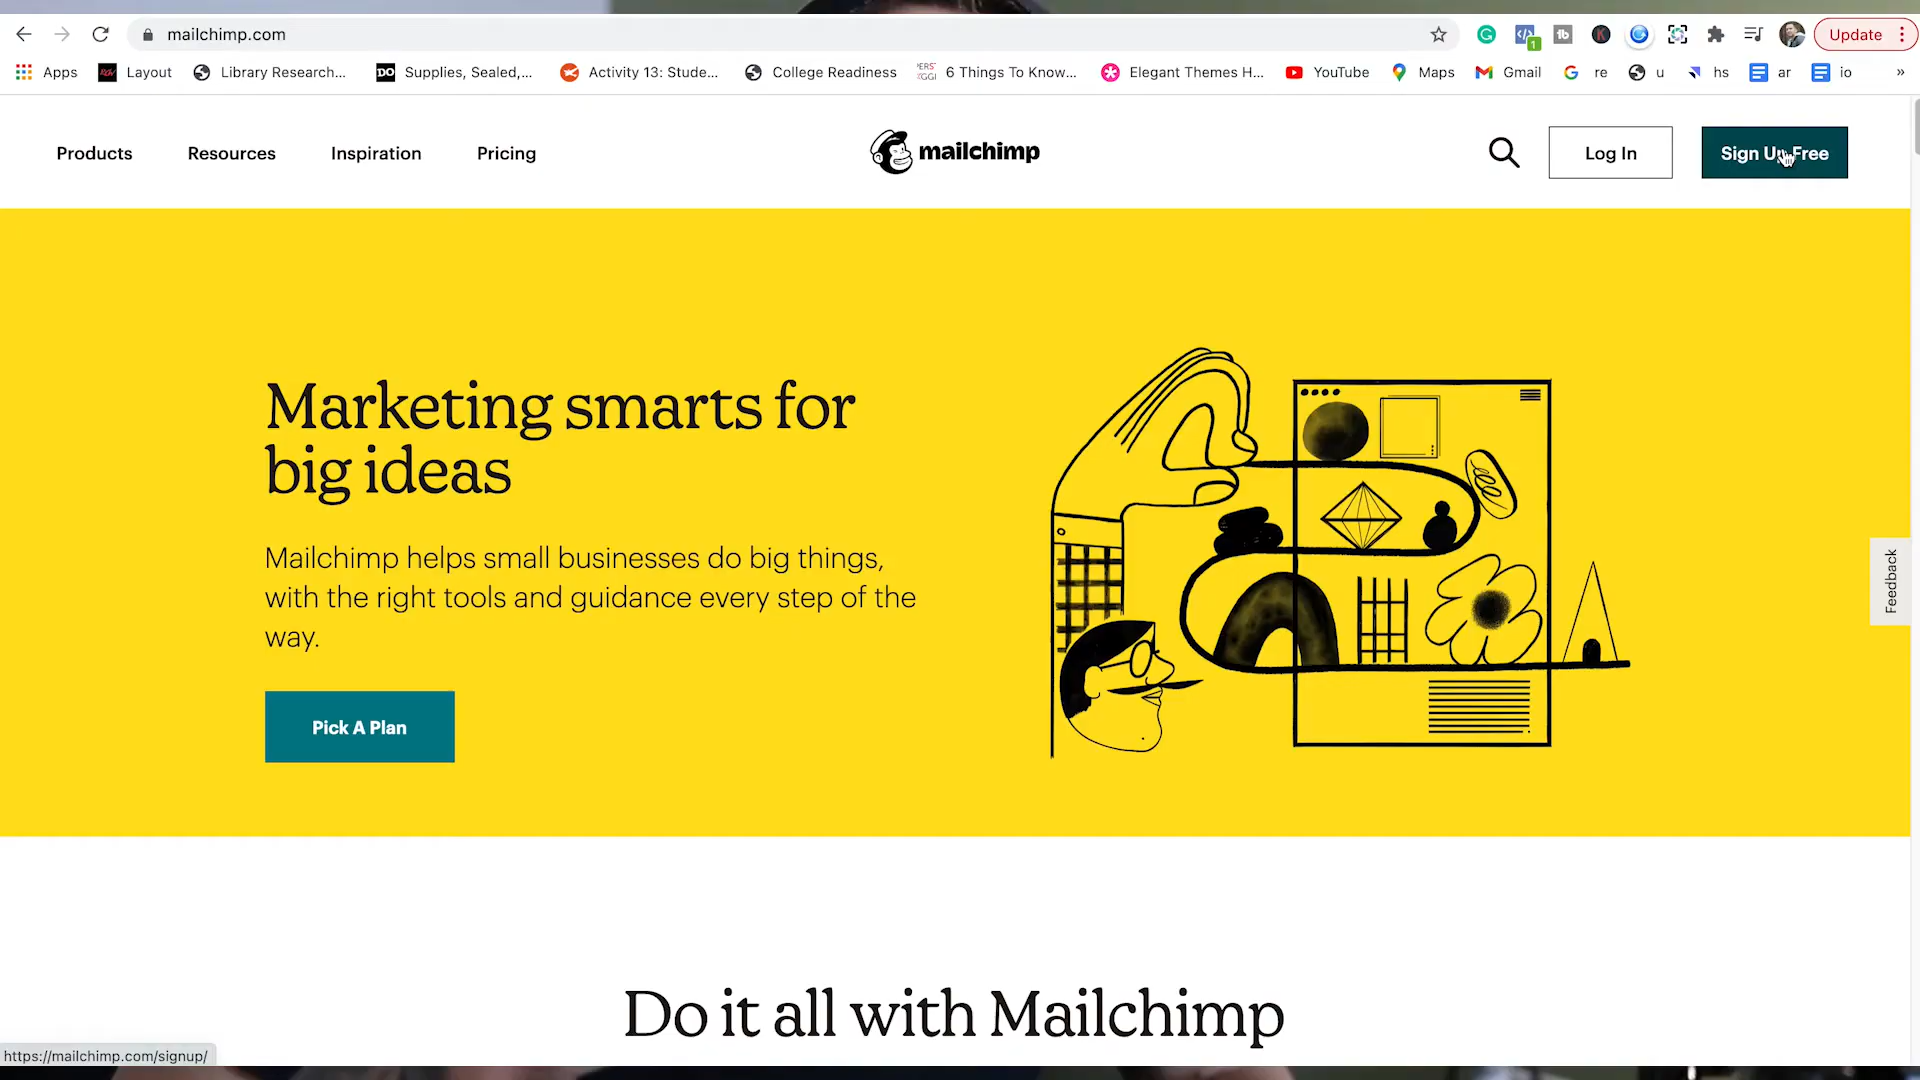 mailchimp.com
Update
Apps Layout Library Research... DO Supplies, Sealed,... Activity 13: Stude... College Readiness 6 Things To Know... Elegant Themes H... YouTube Maps Gmail re u hs ar io »
Products Resources Inspiration Pricing mailchimp Log In Sign Up Free
Marketing smarts for
big ideas
Mailchimp helps small businesses do big things,
with the right tools and guidance every step of the
way.
Pick A Plan
Feedback
Do it all with Mailchimp
https://mailchimp.com/signup/